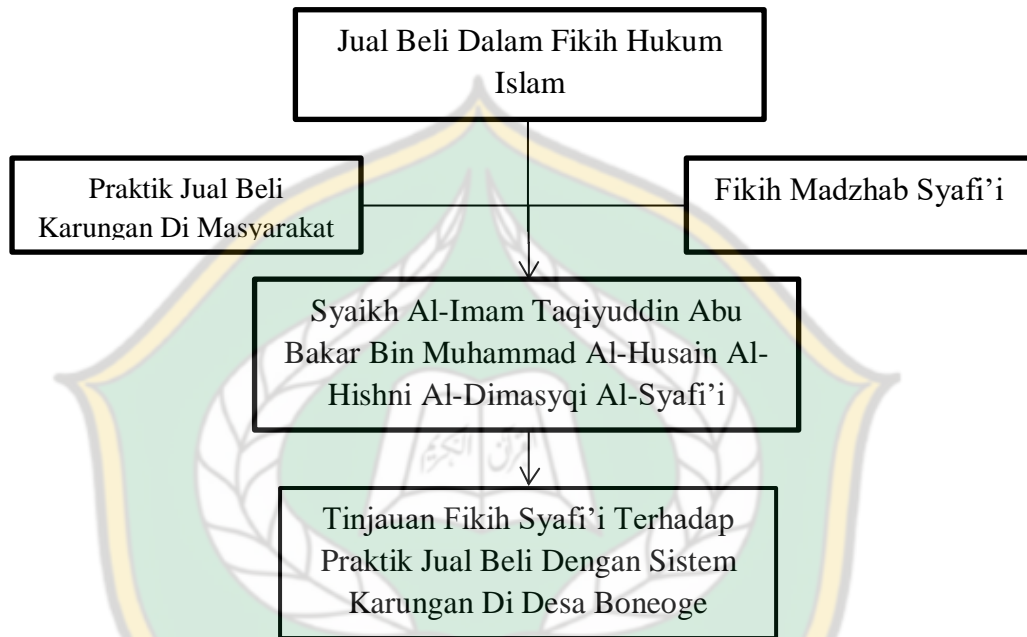 Jual Beli Dalam Fikih Hukum
Islam
Praktik Jual Beli
Karungan Di Masyarakat
Fikih Madzhab Syafi’i
Syaikh Al-Imam Taqiyuddin Abu
Bakar Bin Muhammad Al-Husain Al-
Hishni Al-Dimasyqi Al-Syafi’i
Tinjauan Fikih Syafi’i Terhadap
Praktik Jual Beli Dengan Sistem
Karungan Di Desa Boneoge